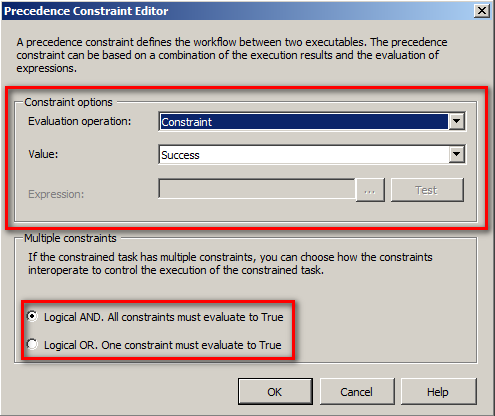 Precedence Constraint Editor
A precedence constraint defines the workflow between two executables. The precedence
constraint can be based on a combination of the execution results and the evaluation of
expressions.
Constraint options
Evaluation operation: Constraint
Value: Success
Expression: ... Test
Multiple constraints
If the constrained task has multiple constraints, you can choose how the constraints
interoperate to control the execution of the constrained task.
Logical AND. All constraints must evaluate to True
Logical OR. One constraint must evaluate to True
OK Cancel Help